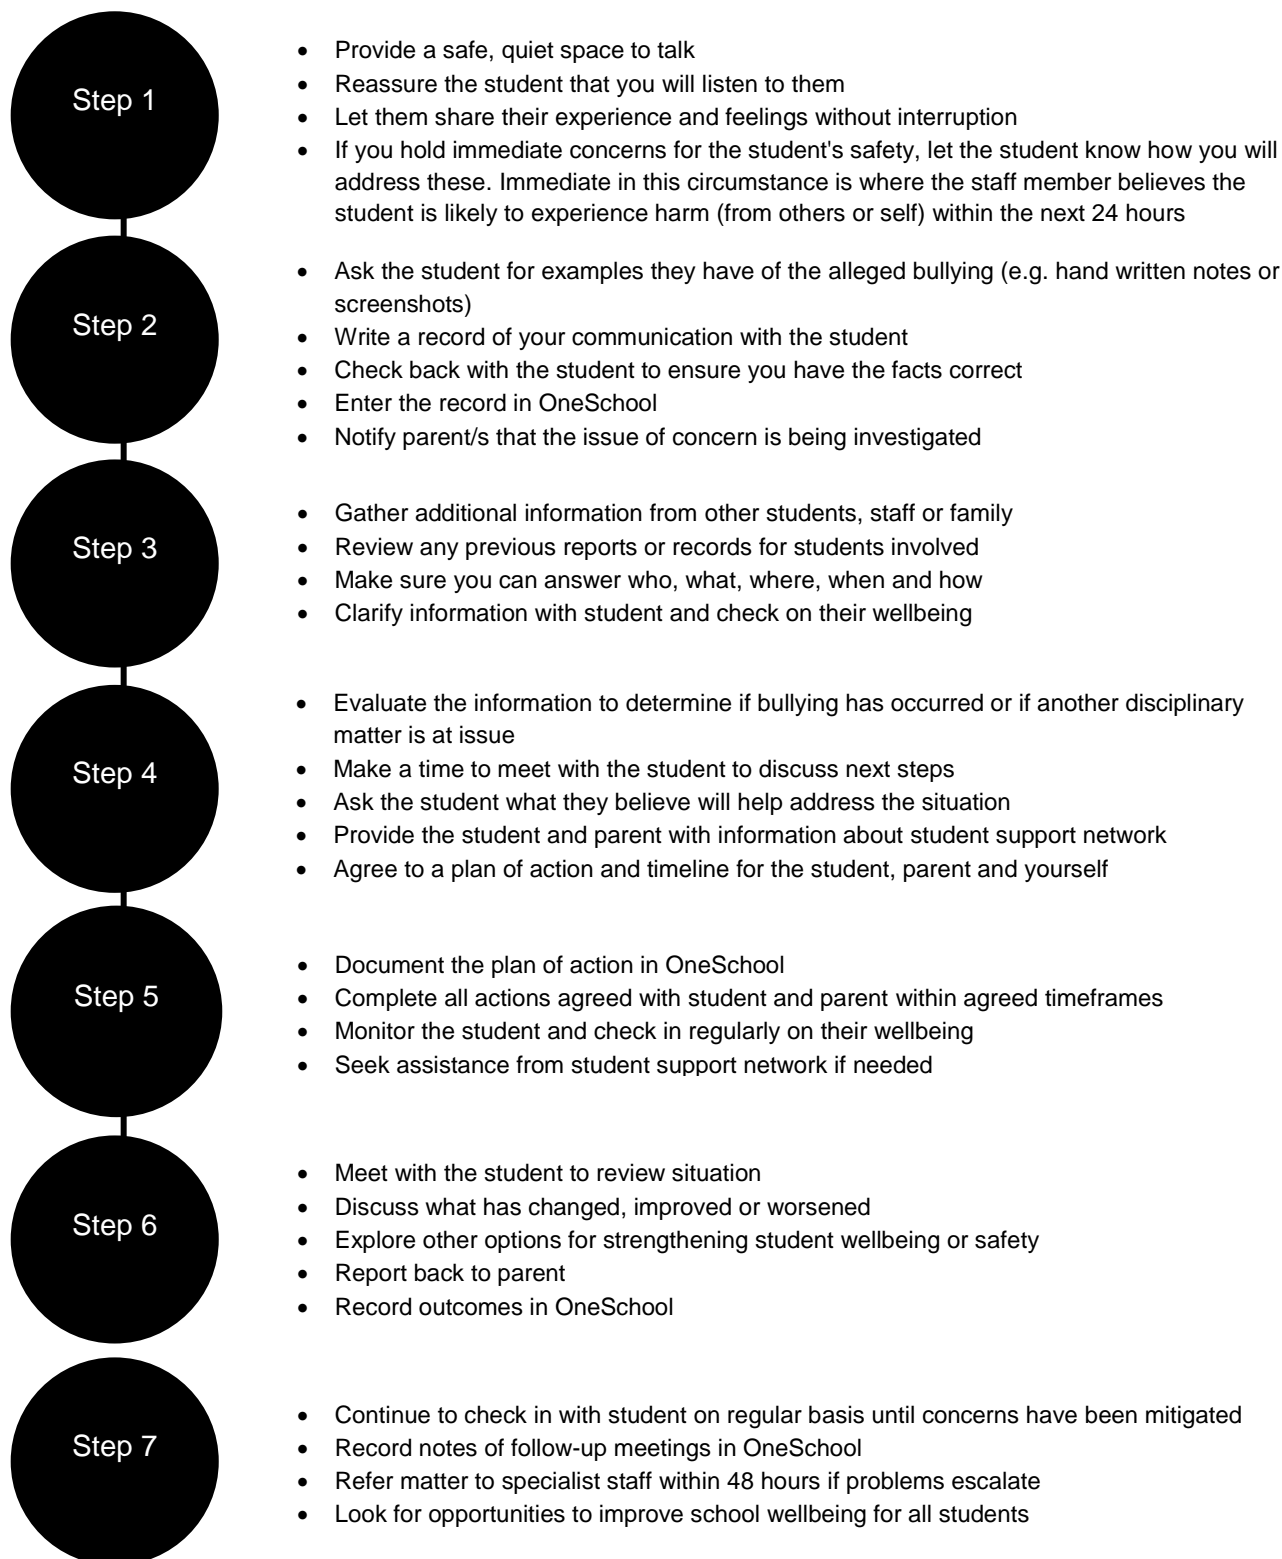 Step 1
• Provide a safe, quiet space to talk
• Reassure the student that you will listen to them
• Let them share their experience and feelings without interruption
• If you hold immediate concerns for the student's safety, let the student know how you will
address these. Immediate in this circumstance is where the staff member believes the
student is likely to experience harm (from others or self) within the next 24 hours
Step 2
• Ask the student for examples they have of the alleged bullying (e.g. hand written notes or
screenshots)
• Write a record of your communication with the student
• Check back with the student to ensure you have the facts correct
• Enter the record in OneSchool
• Notify parent/s that the issue of concern is being investigated
Step 3
• Gather additional information from other students, staff or family
• Review any previous reports or records for students involved
• Make sure you can answer who, what, where, when and how
• Clarify information with student and check on their wellbeing
Step 4
• Evaluate the information to determine if bullying has occurred or if another disciplinary
matter is at issue
• Make a time to meet with the student to discuss next steps
• Ask the student what they believe will help address the situation
• Provide the student and parent with information about student support network
• Agree to a plan of action and timeline for the student, parent and yourself
Step 5
• Document the plan of action in OneSchool
• Complete all actions agreed with student and parent within agreed timeframes
• Monitor the student and check in regularly on their wellbeing
• Seek assistance from student support network if needed
Step 6
• Meet with the student to review situation
• Discuss what has changed, improved or worsened
• Explore other options for strengthening student wellbeing or safety
• Report back to parent
• Record outcomes in OneSchool
Step 7
• Continue to check in with student on regular basis until concerns have been mitigated
• Record notes of follow-up meetings in OneSchool
• Refer matter to specialist staff within 48 hours if problems escalate
• Look for opportunities to improve school wellbeing for all students